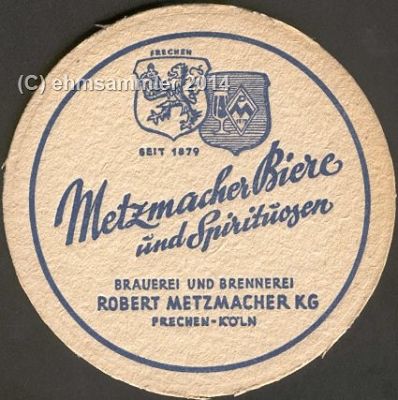 FRECHEN
(C) ehmsammler 2014
SEIT 1879
Metzmacher Biere
und Spirituosen
BRAUEREI UND BRENNEREI
ROBERT METZMACHER KG
FRECHEN-KÖLN